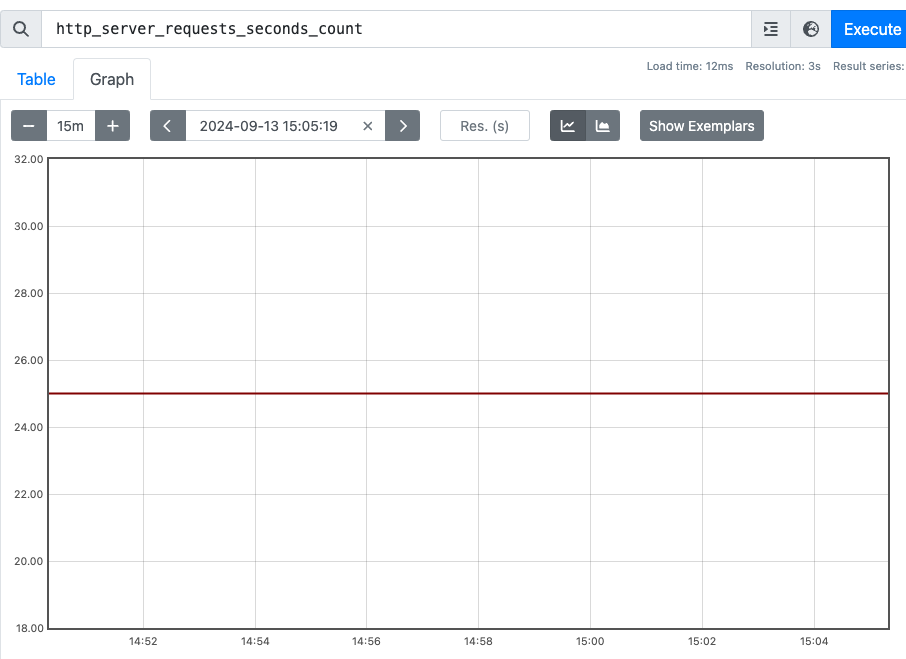 http_server_requests_seconds_count
Execute
Load time: 12ms Resolution: 3s Result series:
Table
Graph
15m
2024-09-13 15:05:19
Res. (s)
Show Exemplars
32.00
30.00
28.00
26.00
24.00
22.00
20.00
18.00
14:52 14:54 14:56 14:58 15:00 15:02 15:04